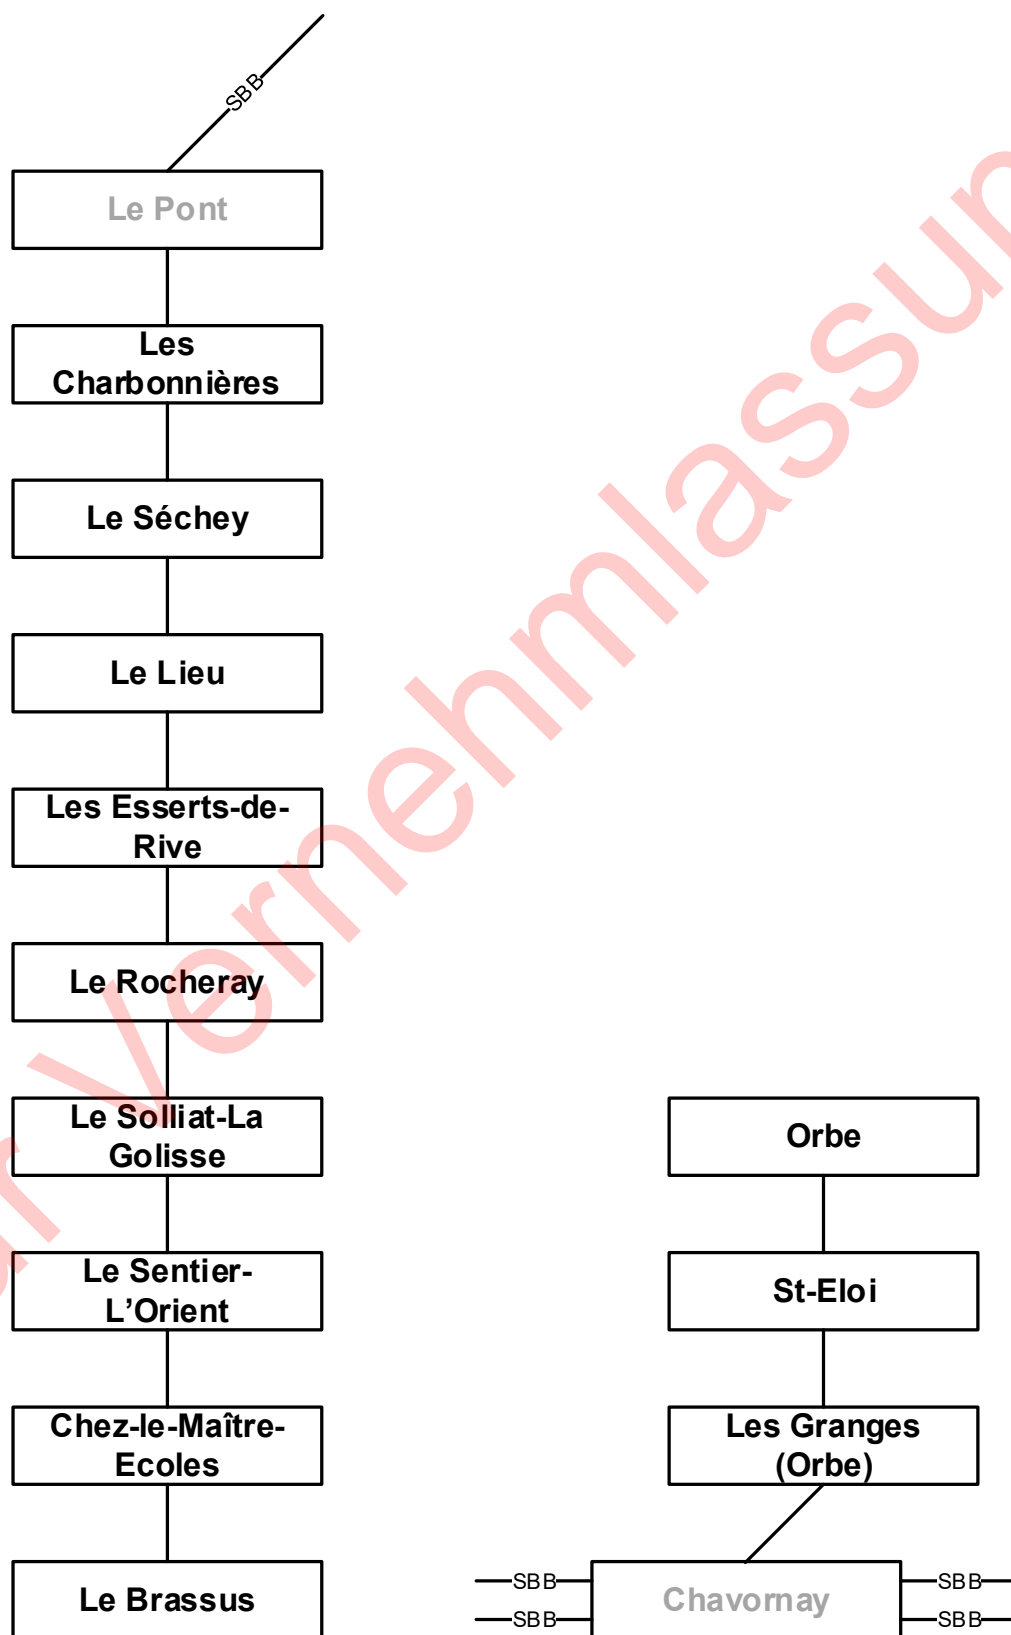 SBB
Le Pont
Les
Charbonnières
Le Séchey
Le Lieu
Les Esserts-de-
Rive
Le Rocheray
Le Solliat-La
Golisse
Le Sentier-
L’Orient
Chez-le-Maître-
Ecoles
Le Brassus
Orbe
St-Eloi
Les Granges
(Orbe)
SBB
SBB
Chavornay
SBB
SBB